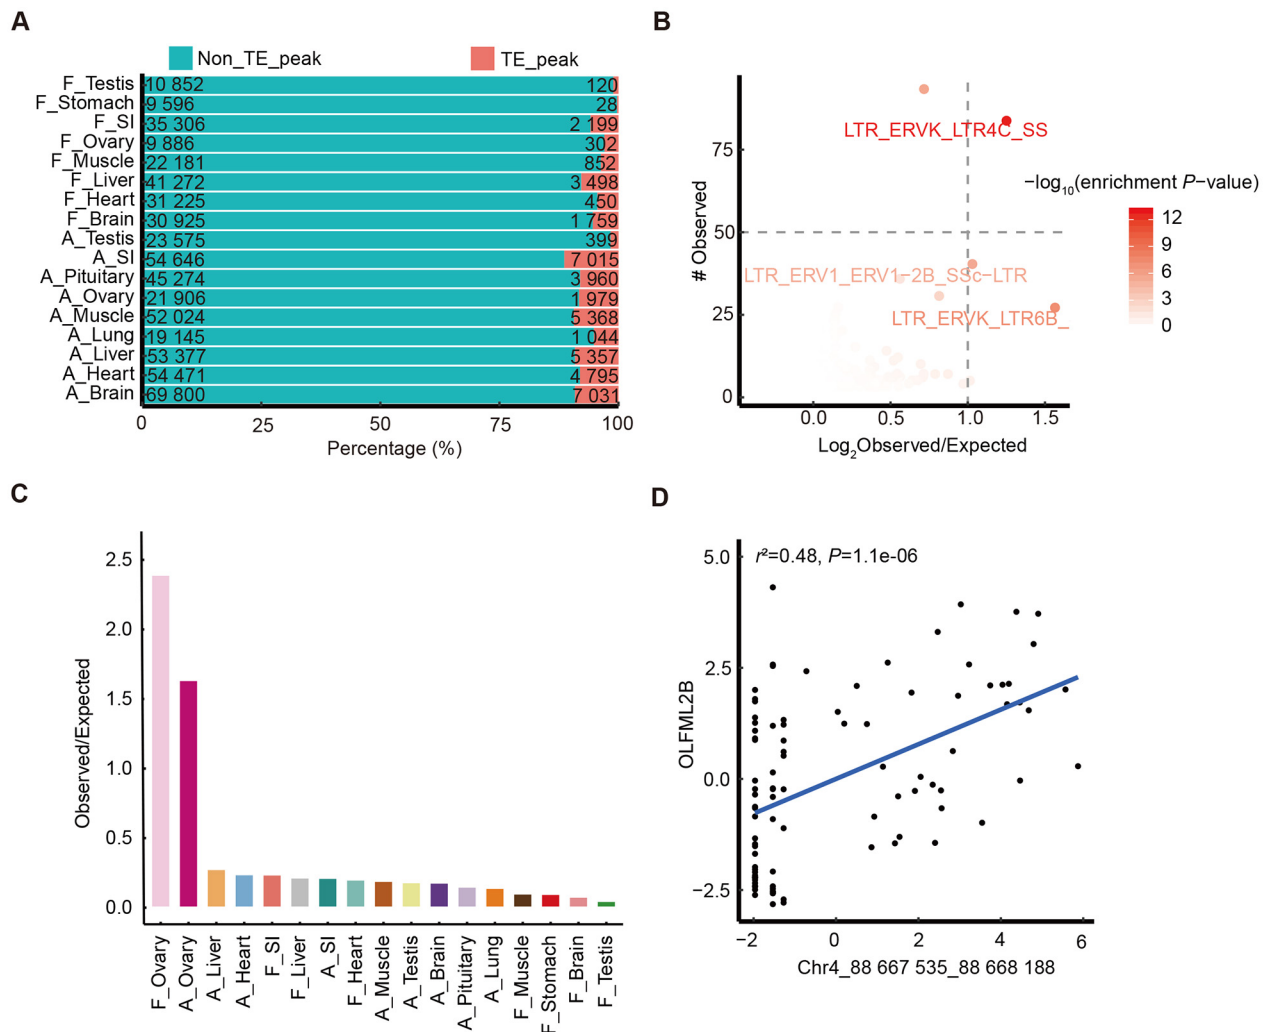 A
Non_TE_peak TE_peak
F_Testis 10 852 120
F_Stomach 9 596 28
F_SI 35 306 2 199
F_Ovary 9 886 302
F_Muscle 22 181 852
F_Liver 41 272 3 498
F_Heart 31 225 450
F_Brain 30 925 1 759
A_Testis 23 575 399
A_SI 54 646 7 015
A_Pituitary 45 274 3 960
A_Ovary 21 906 1 979
A_Muscle 52 024 5 368
A_Lung 19 145 1 044
A_Liver 53 377 5 357
A_Heart 54 471 4 795
A_Brain 69 800 7 031
0 25 50 75 100
Percentage (%)
B
# Observed
75
50
25
0
LTR_ERVK_LTR4C_SS
LTR_ERV1_ERV1-2B_SSc-LTR
LTR_ERVK_LTR6B_
0.0 0.5 1.0 1.5
Log2Observed/Expected
−log10(enrichment P−value)
12
9
6
3
0
C
Observed/Expected
2.5
2.0
1.5
1.0
0.5
0.0
F_Ovary
A_Ovary
A_Liver
A_Heart
F_SI
F_Liver
A_SI
F_Heart
A_Muscle
A_Testis
A_Brain
A_Pituitary
A_Lung
F_Muscle
F_Stomach
F_Brain
F_Testis
D
OLFML2B
r²=0.48, P=1.1e-06
5.0
2.5
0.0
−2.5
−2 0 2 4 6
Chr4_88 667 535_88 668 188